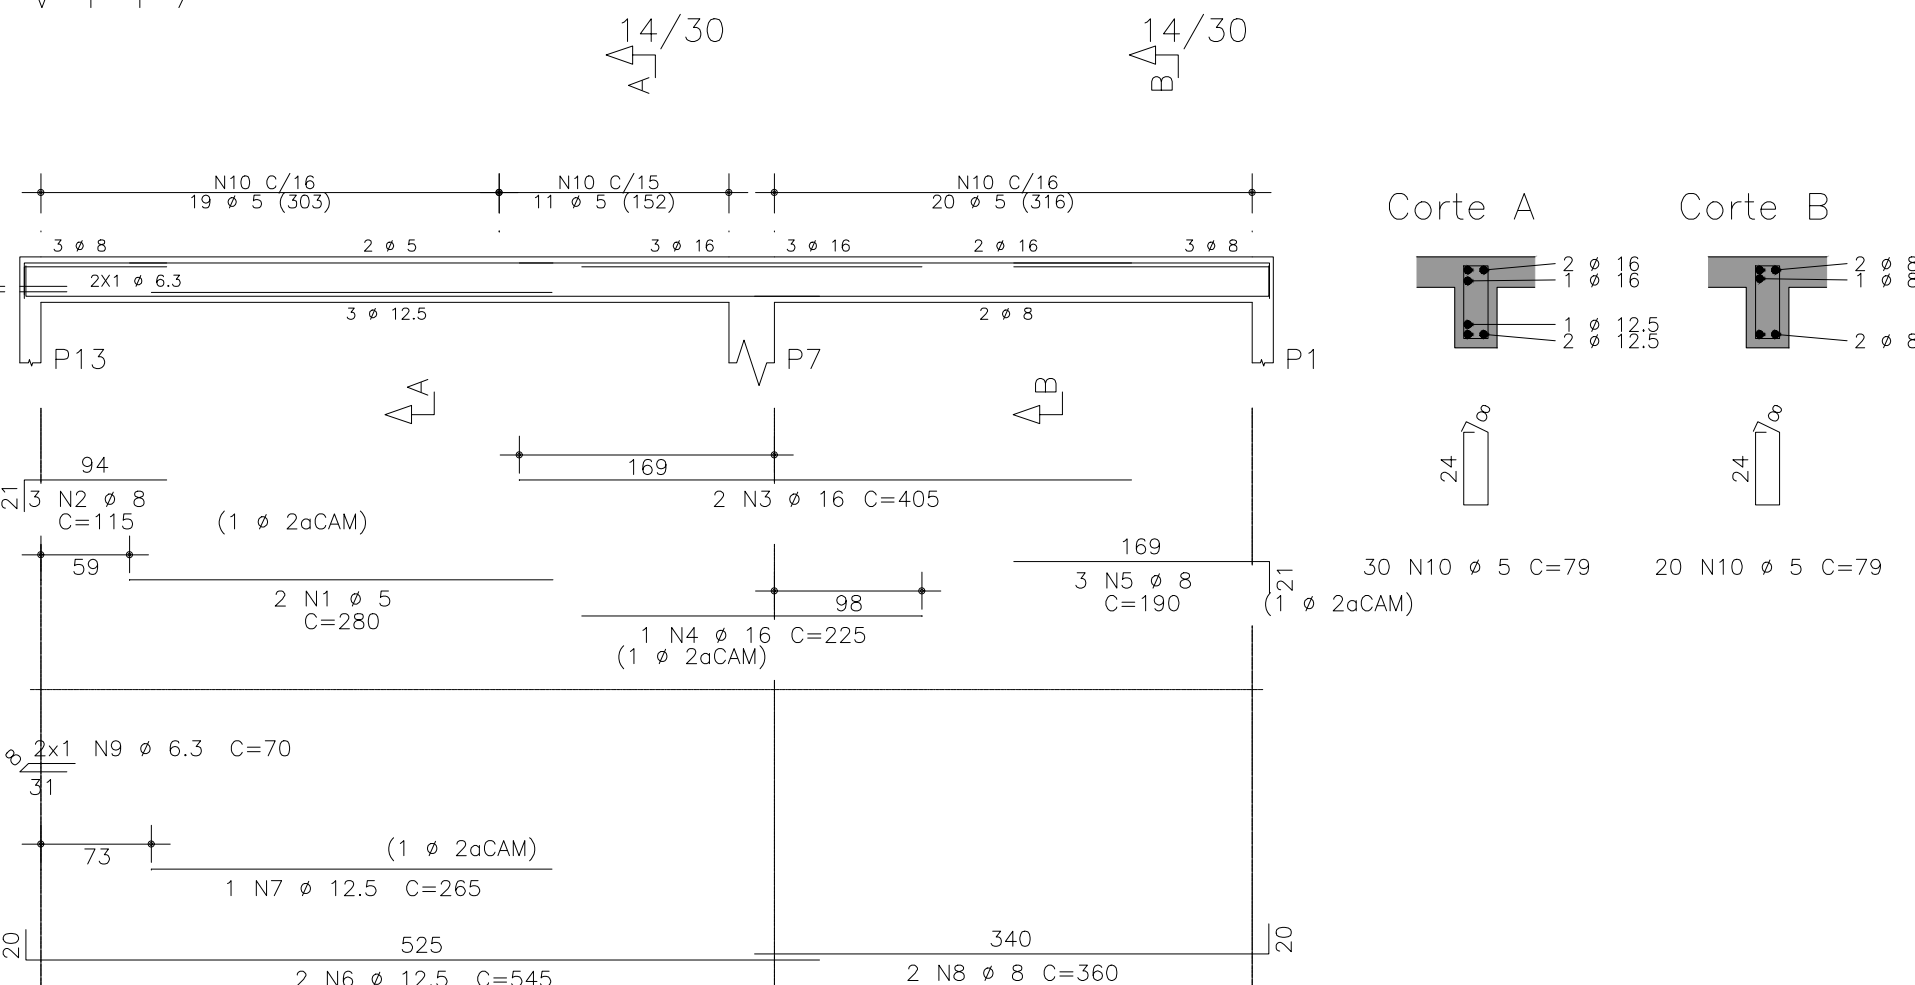 14/30
14/30
A
B
N10 C/16
N10 C/15
N10 C/16
19 ø 5 (303)
11 ø 5 (152)
20 ø 5 (316)
Corte A
Corte B
3 ø 8
2 ø 5
3 ø 16
3 ø 16
2 ø 16
3 ø 8
2X1 ø 6.3
3 ø 12.5
2 ø 8
2 ø 16
1 ø 16
1 ø 12.5
2 ø 12.5
2 ø 8
1 ø 8
2 ø 8
P13
P7
P1
A
B
94
21
3 N2 ø 8
C=115
(1 ø 2aCAM)
169
2 N3 ø 16 C=405
8
24
8
24
59
2 N1 ø 5
C=280
169
3 N5 ø 8
C=190
21
(1 ø 2aCAM)
98
1 N4 ø 16 C=225
(1 ø 2aCAM)
30 N10 ø 5 C=79
20 N10 ø 5 C=79
2x1 N9 ø 6.3 C=70
8
31
73
(1 ø 2aCAM)
1 N7 ø 12.5 C=265
20
525
2 N6 ø 12.5 C=545
340
20
2 N8 ø 8 C=360